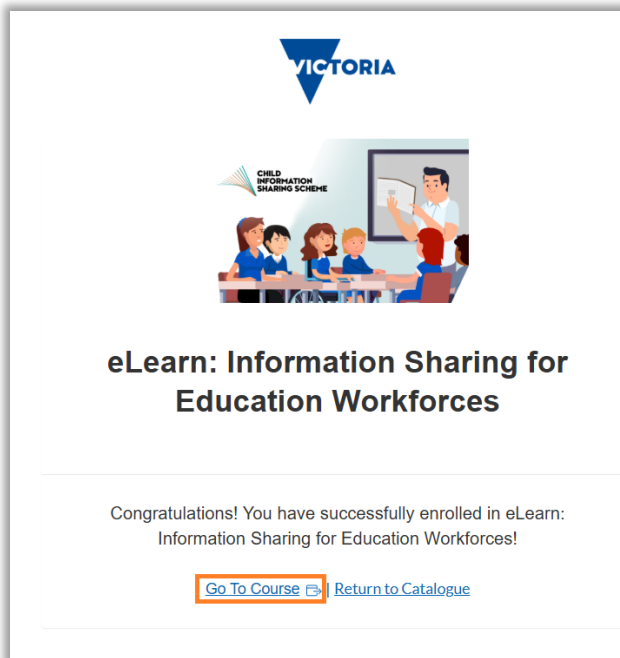 VICTORIA
CHILD
INFORMATION
SHARING SCHEME
eLearn: Information Sharing for
Education Workforces
Congratulations! You have successfully enrolled in eLearn:
Information Sharing for Education Workforces!
Go To Course | Return to Catalogue